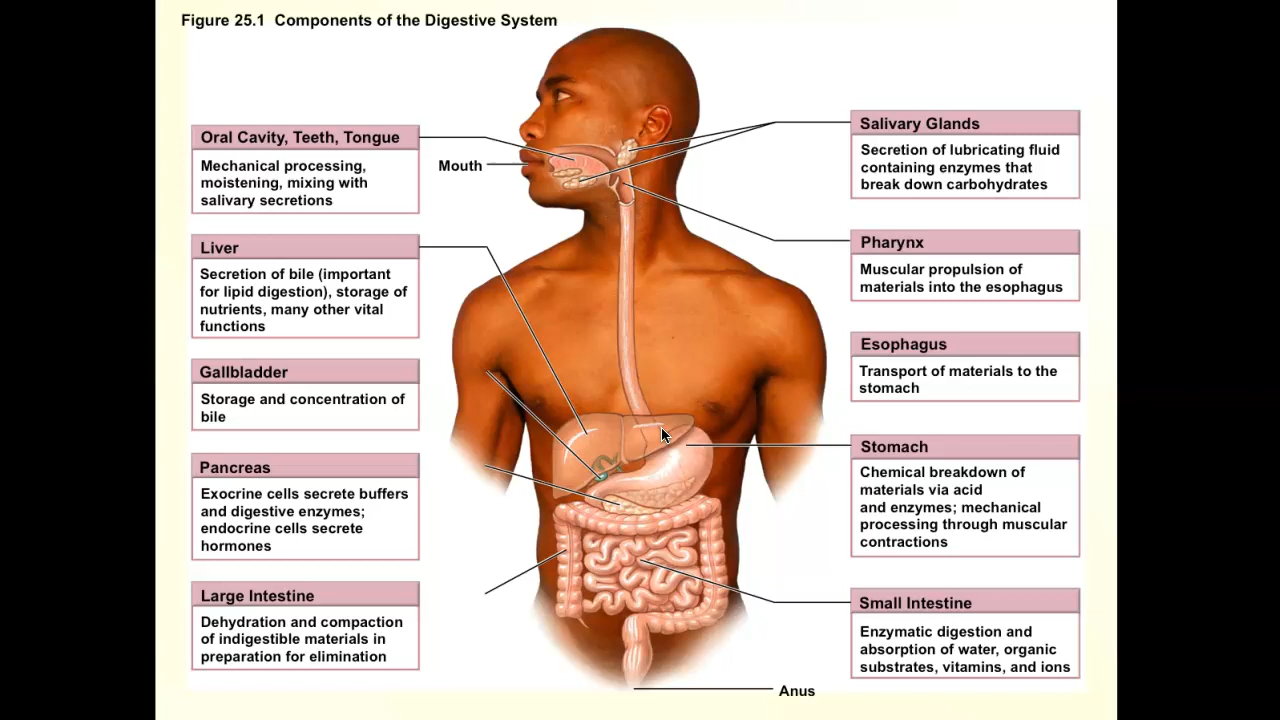 Figure 25.1 Components of the Digestive System
Oral Cavity, Teeth, Tongue
Mechanical processing,
moistening, mixing with
salivary secretions
Mouth
Liver
Secretion of bile (important
for lipid digestion), storage of
nutrients, many other vital
functions
Gallbladder
Storage and concentration of
bile
Pancreas
Exocrine cells secrete buffers
and digestive enzymes;
endocrine cells secrete
hormones
Large Intestine
Dehydration and compaction
of indigestible materials in
preparation for elimination
Salivary Glands
Secretion of lubricating fluid
containing enzymes that
break down carbohydrates
Pharynx
Muscular propulsion of
materials into the esophagus
Esophagus
Transport of materials to the
stomach
Stomach
Chemical breakdown of
materials via acid
and enzymes; mechanical
processing through muscular
contractions
Small Intestine
Enzymatic digestion and
absorption of water, organic
substrates, vitamins, and ions
Anus